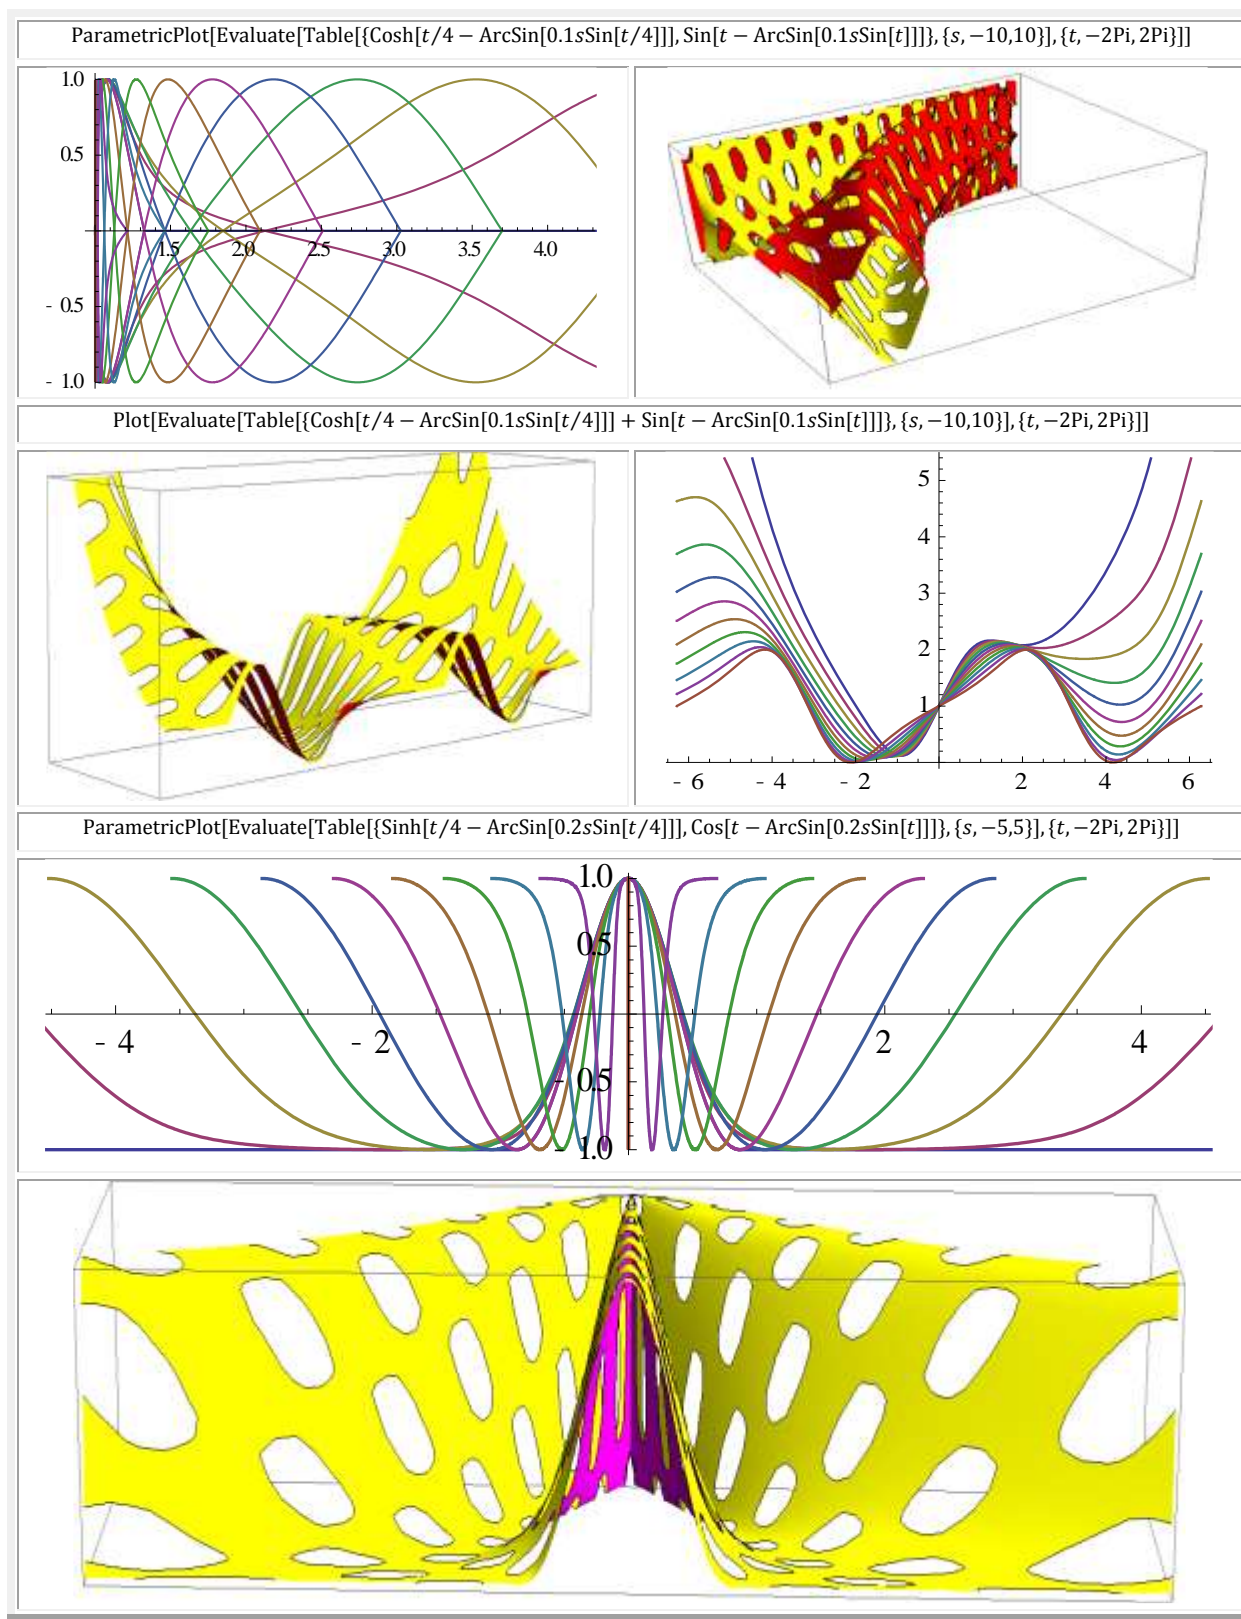 ParametricPlot[Evaluate[Table[{Cosh[t/4 − ArcSin[0.1sSin[t/4]]], Sin[t − ArcSin[0.1sSin[t]]]}, {s, −10,10}], {t, −2Pi, 2Pi}]]
1.0
0.5
1.5 2.0 2.5 3.0 3.5 4.0
- 0.5
- 1.0
Plot[Evaluate[Table[{Cosh[t/4 − ArcSin[0.1sSin[t/4]]] + Sin[t − ArcSin[0.1sSin[t]]]}, {s, −10,10}], {t, −2Pi, 2Pi}]]
5
4
3
2
1
- 6 - 4 - 2 2 4 6
ParametricPlot[Evaluate[Table[{Sinh[t/4 − ArcSin[0.2sSin[t/4]]], Cos[t − ArcSin[0.2sSin[t]]]}, {s, −5,5}], {t, −2Pi, 2Pi}]]
1.0
0.5
- 4 - 2 2 4
- 0.5
- 1.0